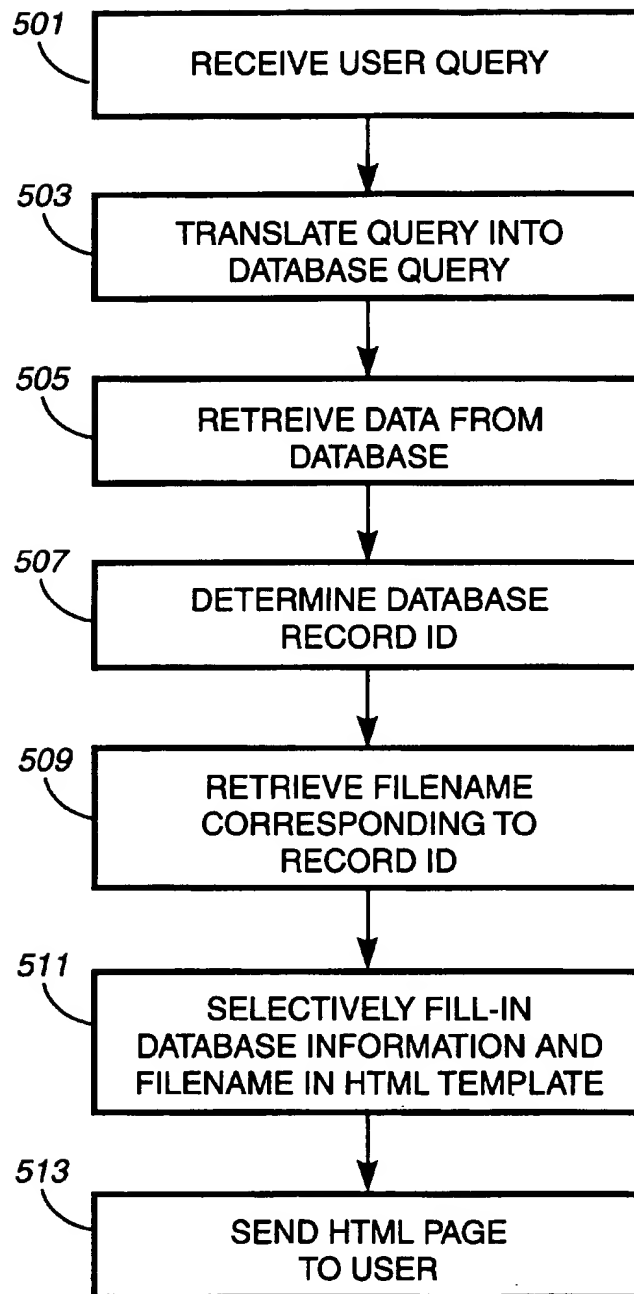 501
RECEIVE USER QUERY
503
TRANSLATE QUERY INTO
DATABASE QUERY
505
RETREIVE DATA FROM
DATABASE
507
DETERMINE DATABASE
RECORD ID
509
RETRIEVE FILENAME
CORRESPONDING TO
RECORD ID
511
SELECTIVELY FILL-IN
DATABASE INFORMATION AND
FILENAME IN HTML TEMPLATE
513
SEND HTML PAGE
TO USER